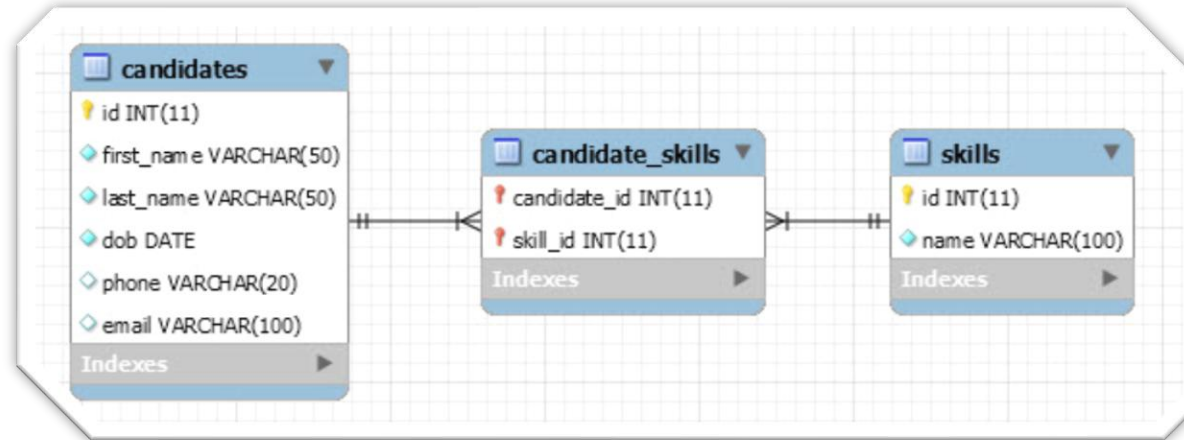 candidates
id INT(11)
first_name VARCHAR(50)
last_name VARCHAR(50)
dob DATE
phone VARCHAR(20)
email VARCHAR(100)
Indexes
candidate_skills
candidate_id INT(11)
skill_id INT(11)
Indexes
skills
id INT(11)
name VARCHAR(100)
Indexes